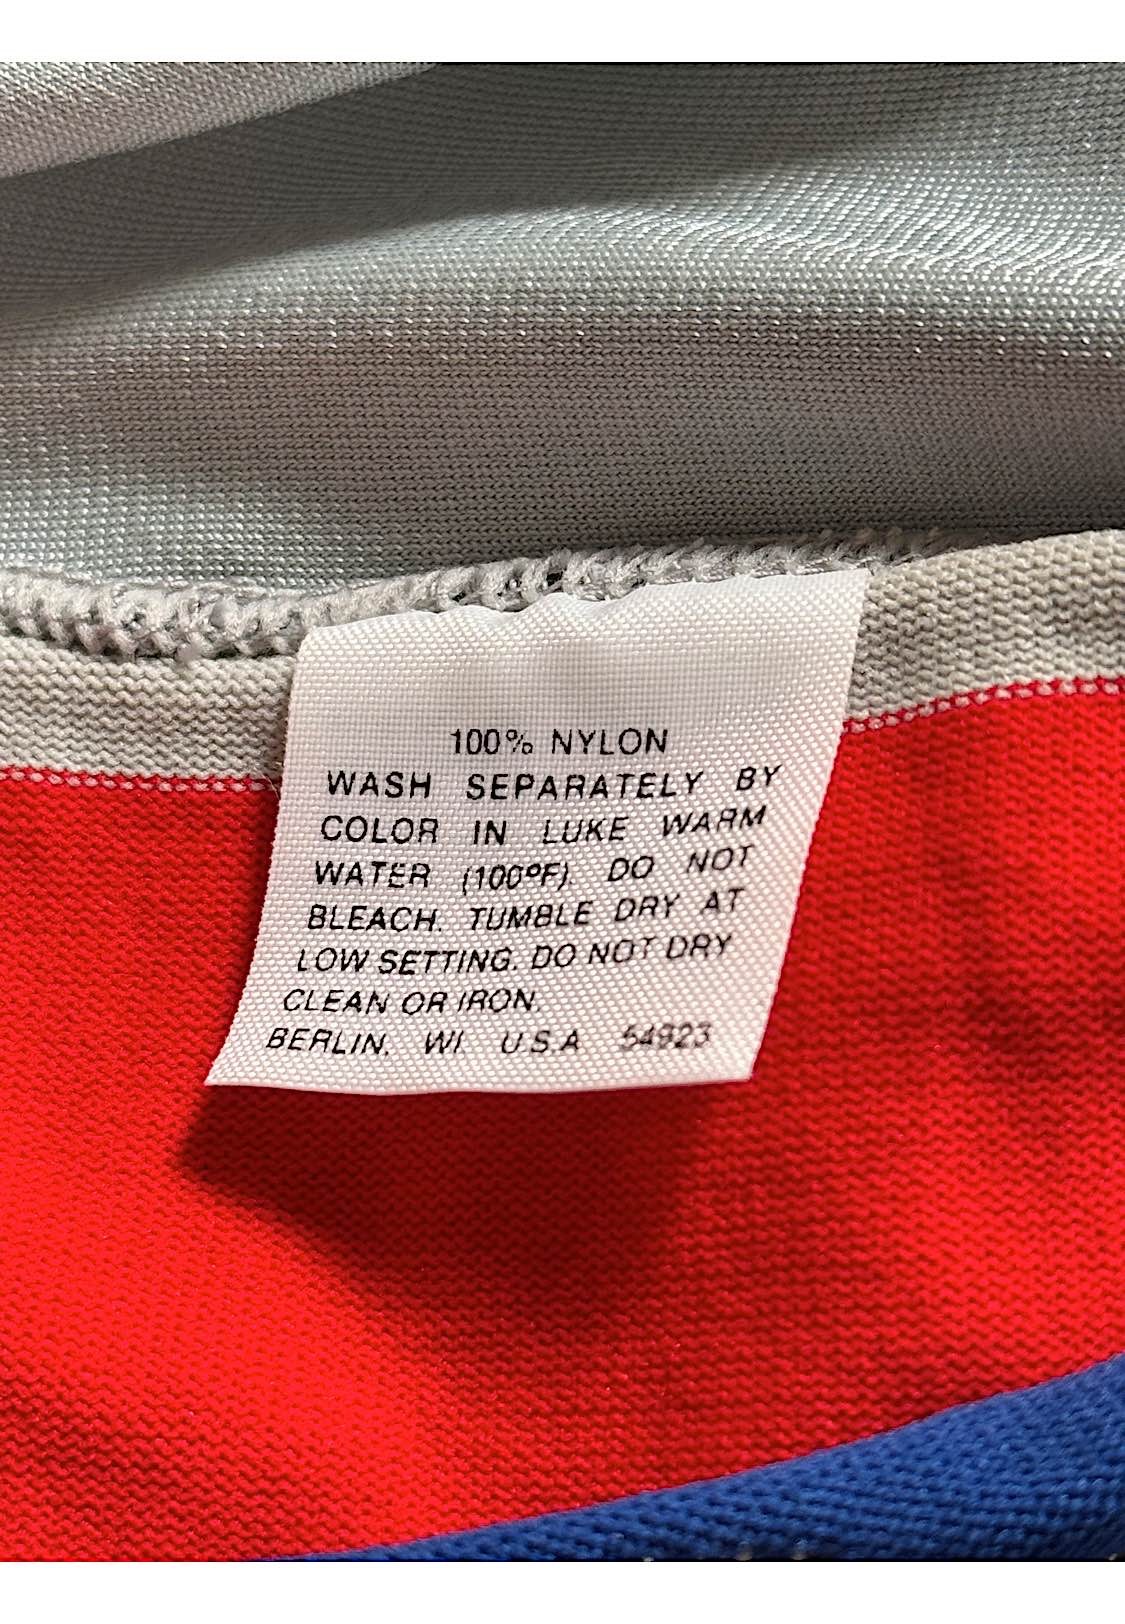 100% NYLON
WASH SEPARATELY BY
COLOR IN LUKE WARM
WATER (100ºF). DO NOT
BLEACH. TUMBLE DRY AT
LOW SETTING. DO NOT DRY
CLEAN OR IRON.
BERLIN, WI. U.S.A 54923